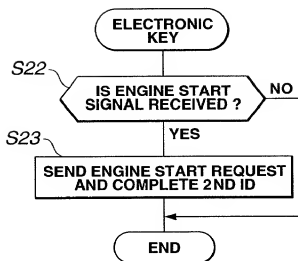 ELECTRONIC
KEY
S22
IS ENGINE START
SIGNAL RECEIVED ?
NO
YES
S23
SEND ENGINE START REQUEST
AND COMPLETE 2ND ID
END